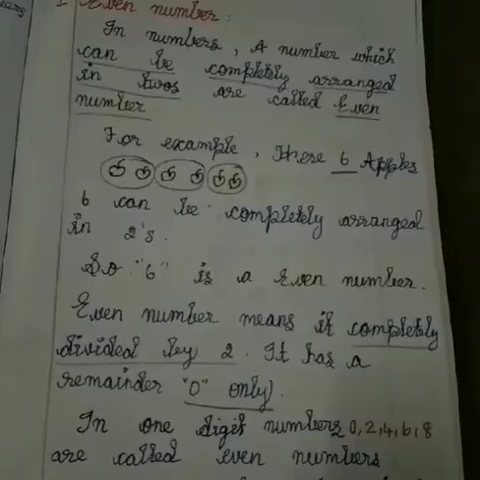 1 Even number:
In numbers, A number which
can be completely arranged
in twos are called Even
number
For example, These 6 Apples
6 can be completely arranged
in 2's.
So "6" is a Even number.
Even number means it completely
divided by 2. It has a
remainder "0" only).
In one digit numbers 0,2,4,6,8
are called even numbers